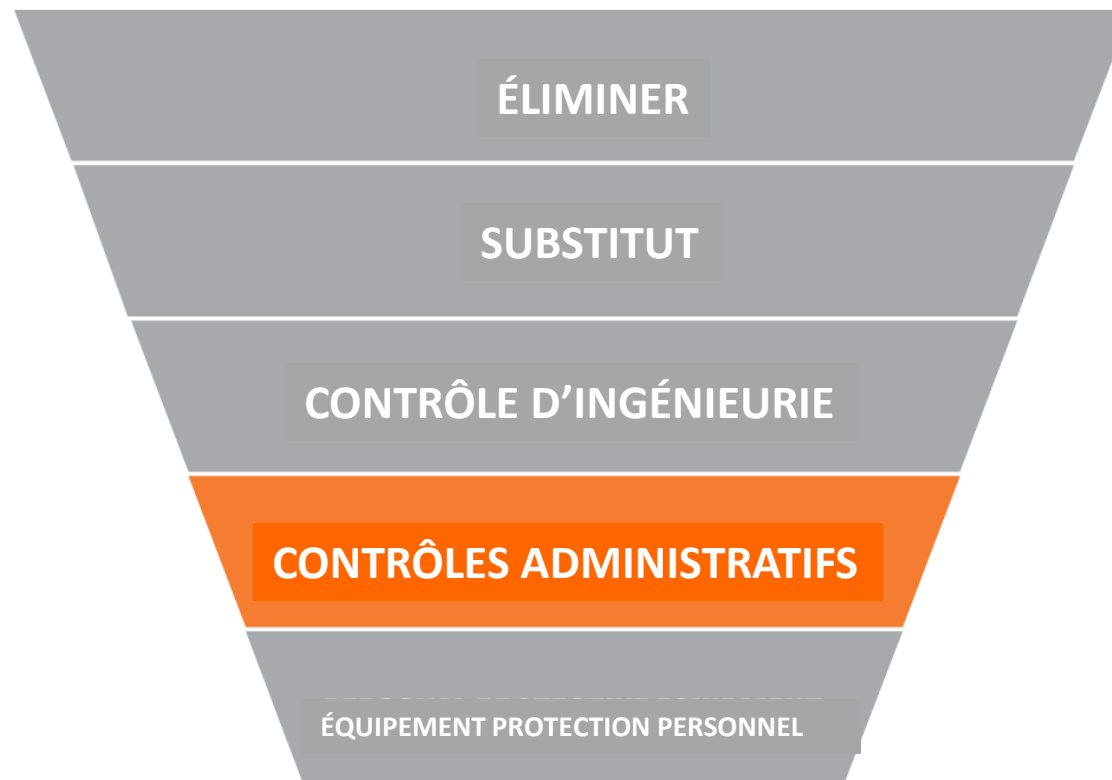 ÉLIMINER
SUBSTITUT
CONTRÔLE D’INGÉNIEURIE
CONTRÔLES ADMINISTRATIFS
ÉQUIPEMENT PROTECTION PERSONNEL